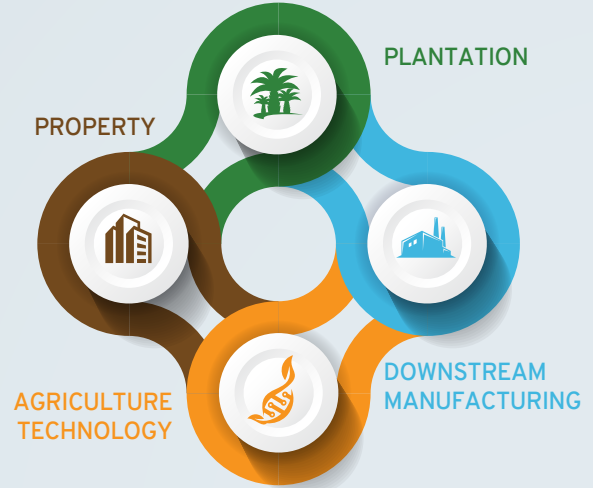 PLANTATION
PROPERTY
DOWNSTREAM
MANUFACTURING
AGRICULTURE
TECHNOLOGY